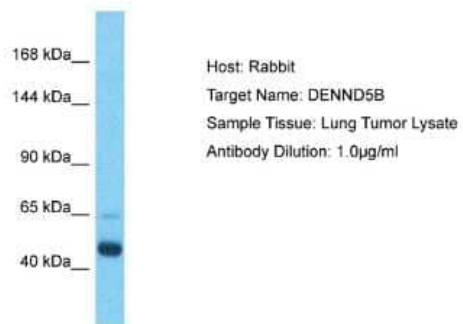 168 kDa
144 kDa
90 kDa
65 kDa
40 kDa
Host: Rabbit
Target Name: DENND5B
Sample Tissue: Lung Tumor Lysate
Antibody Dilution: 1.0µg/ml